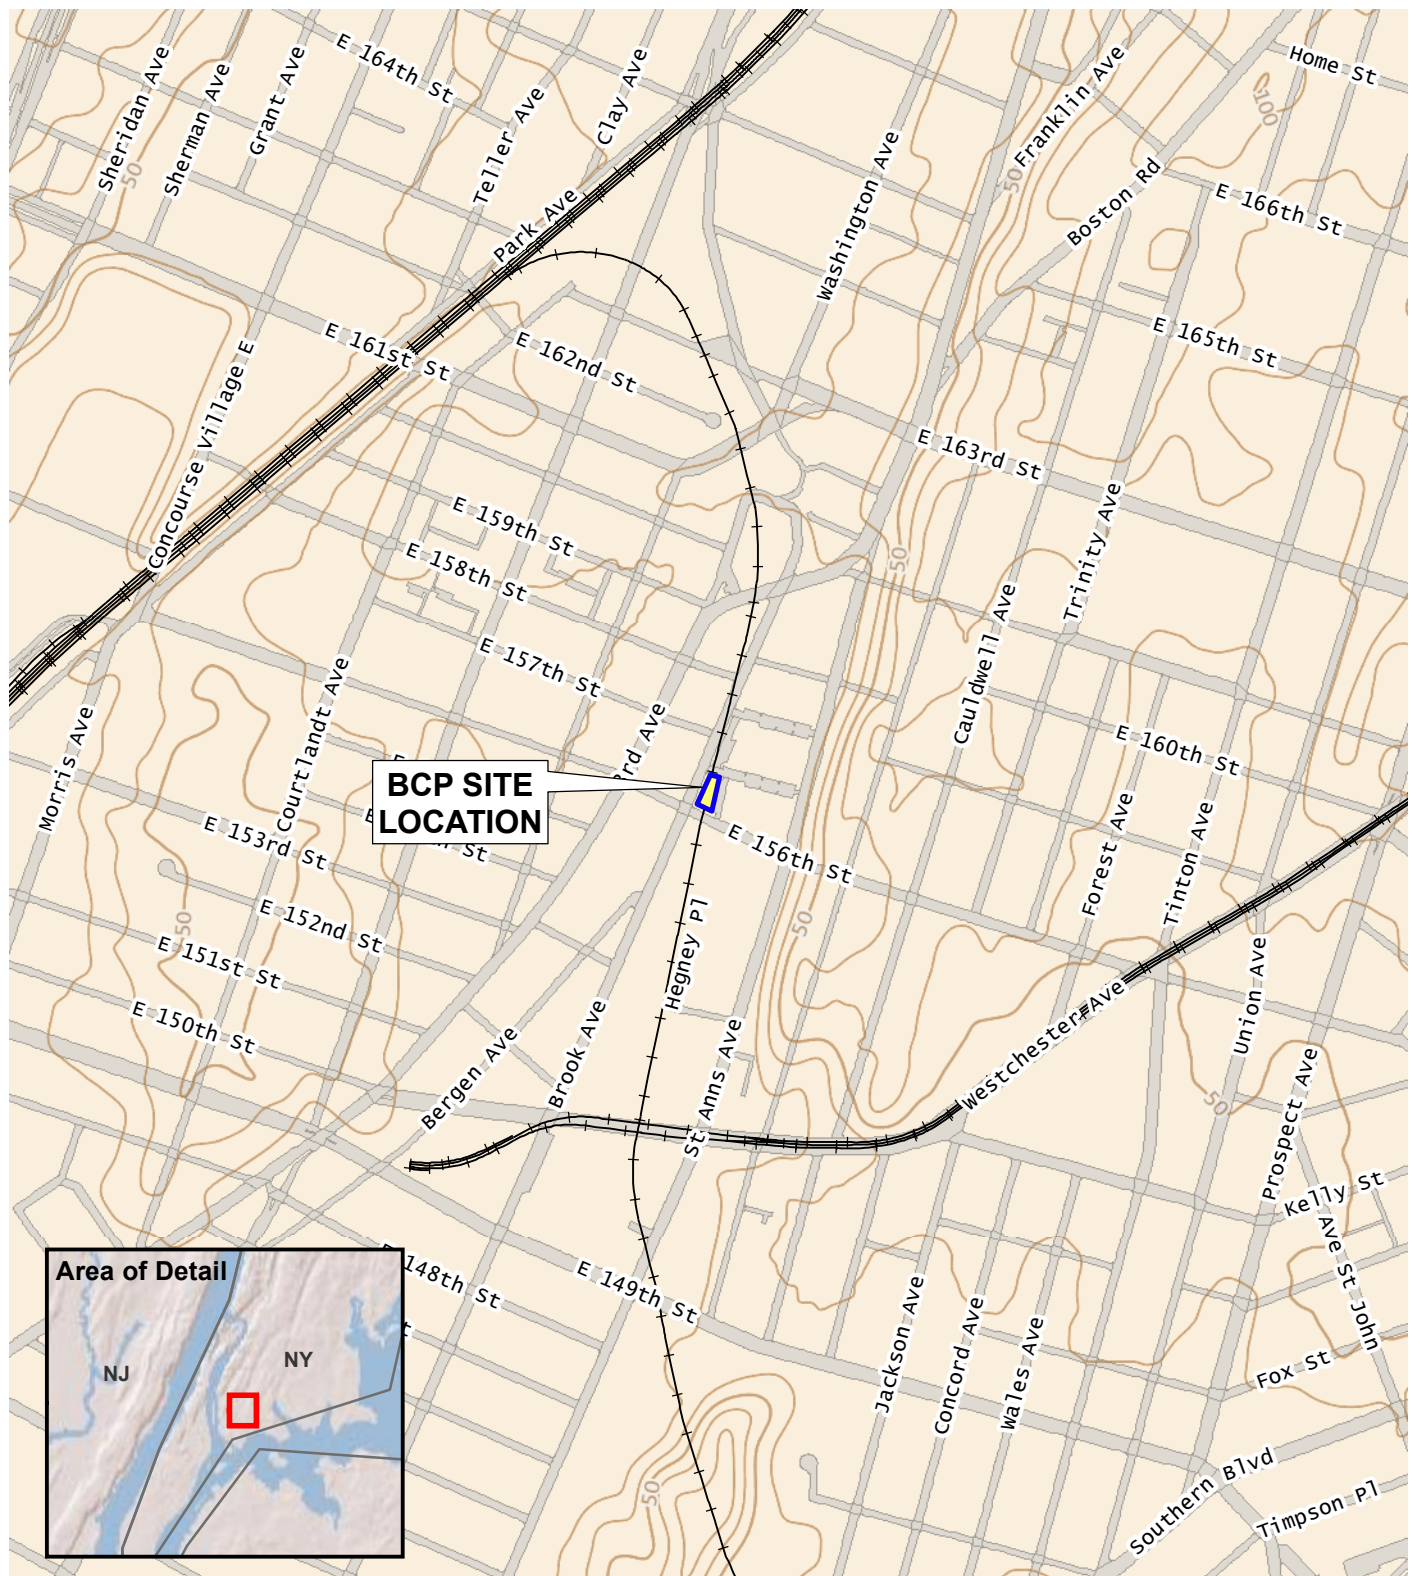 E 164th St
Clay Ave
Sheridan Ave
Sherman Ave
Grant Ave
Teller Ave
Franklin Ave
Home St
100
50
50
Washington Ave
Boston Rd
E 166th St
Park Ave
E 161st St
E 162nd St
E 165th St
Concourse Village E
E 163rd St
Trinity Ave
E 159th St
E 158th St
50
Cauldwell Ave
E 157th St
Courtlandt Ave
3rd Ave
Morris Ave
E 160th St
BCP SITE
LOCATION
E 153rd St
E 156th St
Forest Ave
Tinton Ave
50
E 152nd St
50
Hegney Pl
E 151st St
Union Ave
E 150th St
Brook Ave
Bergen Ave
St Anns Ave
Westchester Ave
50
Prospect Ave
Kelly St
Ave St John
148th St
E 149th St
Jackson Ave
Concord Ave
Wales Ave
Fox St
Area of Detail
NJ
NY
50
Southern Blvd
Timpson Pl